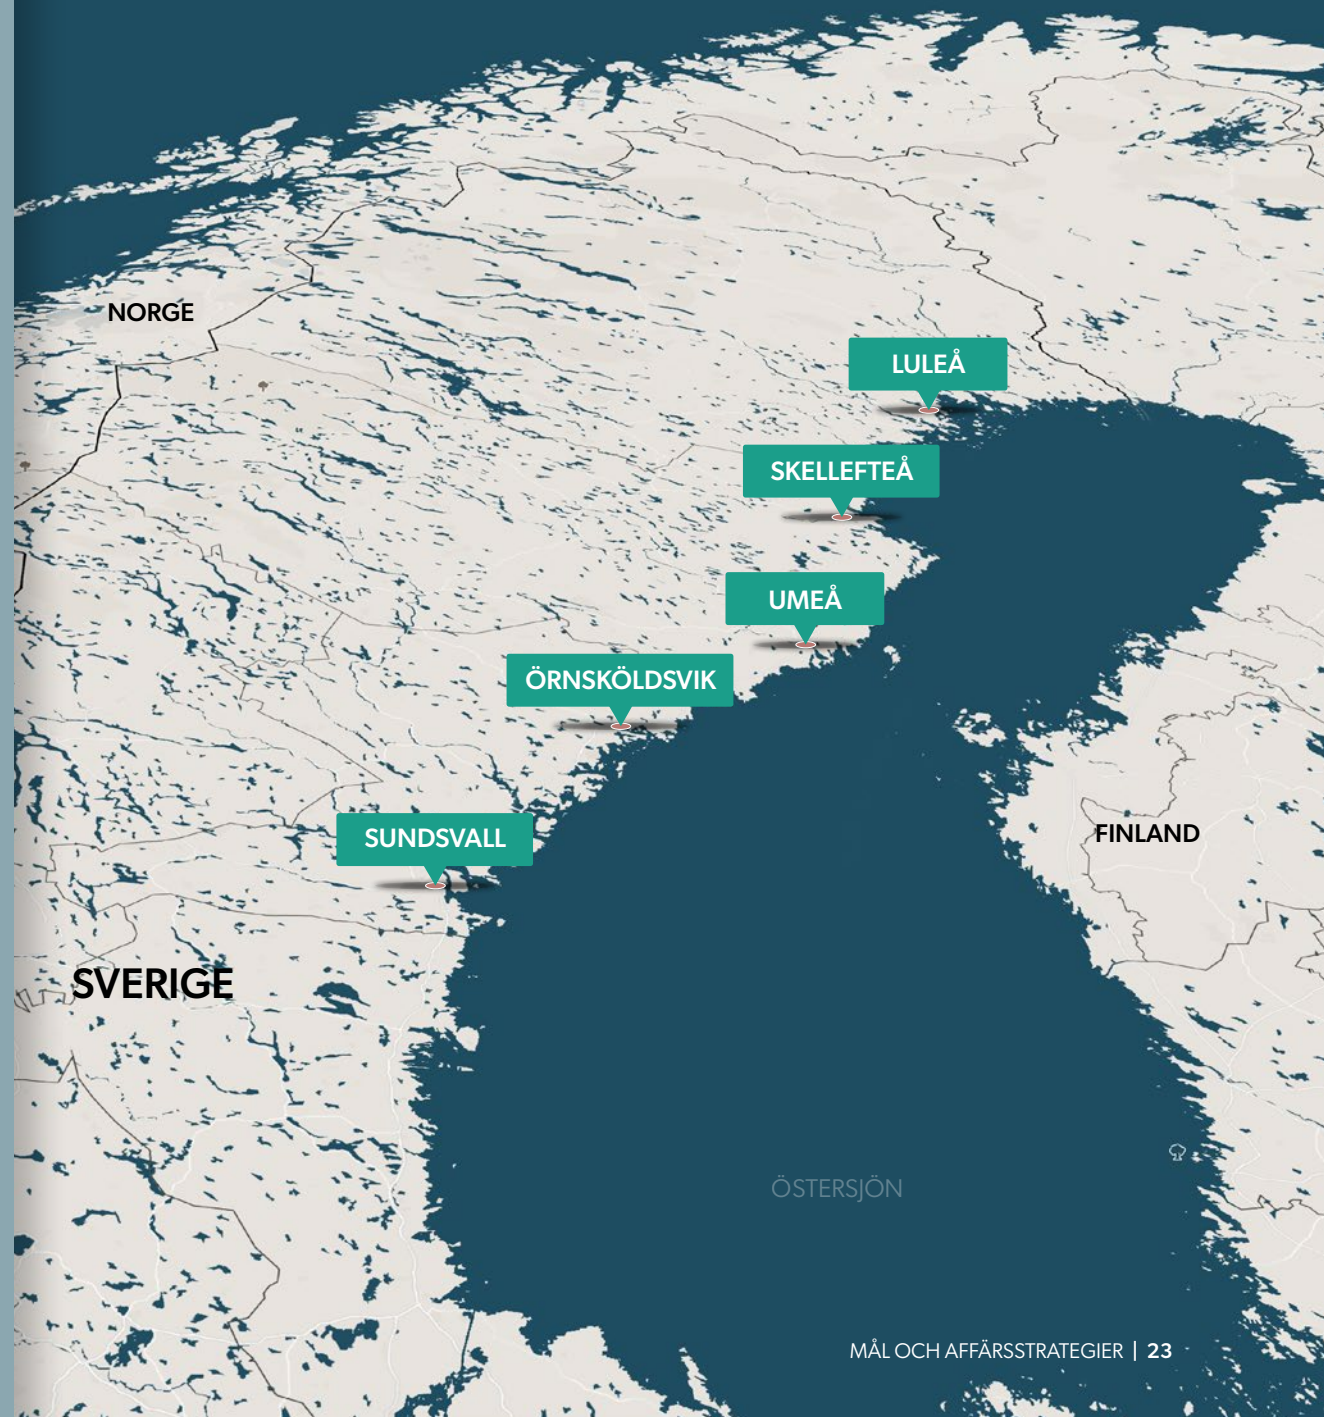 NORGE
LULEÅ
SKELLEFTEÅ
UMEÅ
ÖRNSKÖLDSVIK
SUNDSVALL
FINLAND
SVERIGE
ÖSTERSJÖN
MÅL OCH AFFÄRSSTRATEGIER | 23